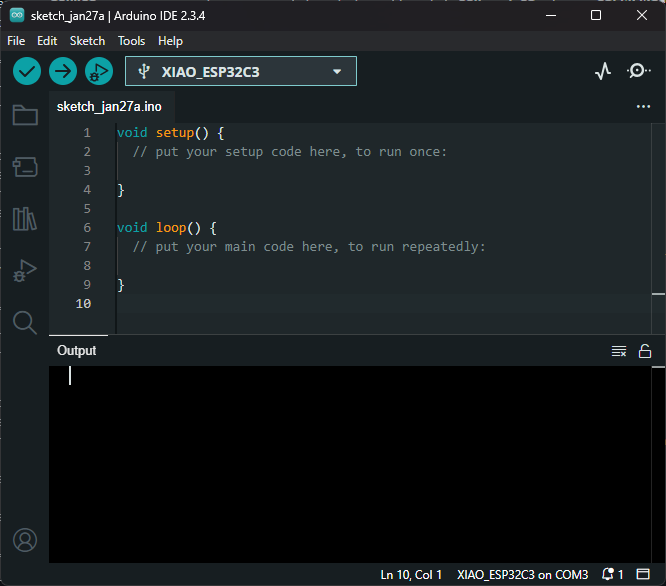 sketch_jan27a | Arduino IDE 2.3.4
File Edit Sketch Tools Help
XIAO_ESP32C3
sketch_jan27a.ino
1 void setup() {
2 // put your setup code here, to run once:
3
4 }
5
6 void loop() {
7 // put your main code here, to run repeatedly:
8
9 }
10
Output
Ln 10, Col 1 XIAO_ESP32C3 on COM3 1